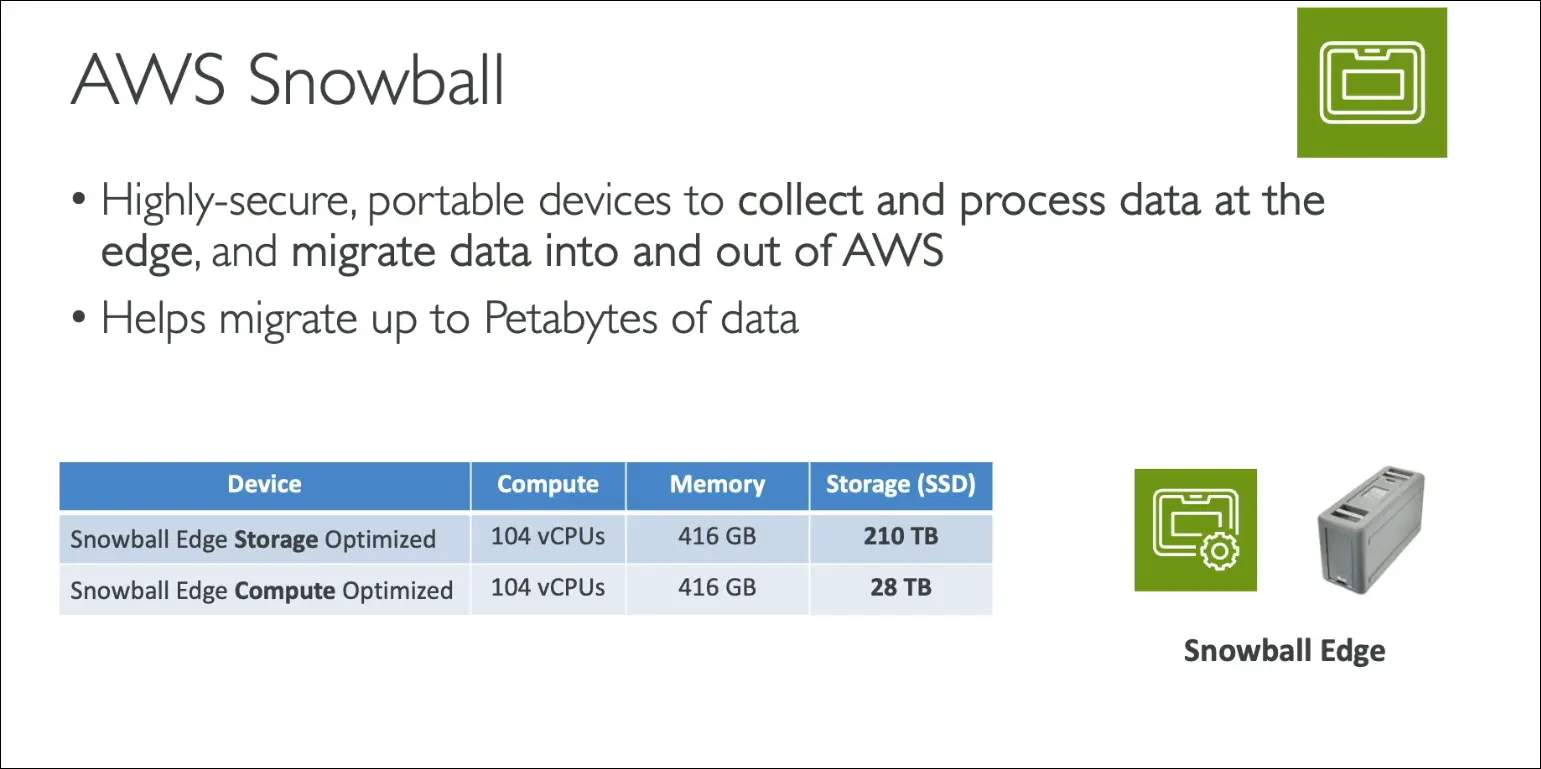 AWS Snowball
• Highly-secure, portable devices to collect and process data at the
edge, and migrate data into and out of AWS
• Helps migrate up to Petabytes of data
Device Compute Memory Storage (SSD)
Snowball Edge Storage Optimized 104 vCPUs 416 GB 210 TB
Snowball Edge Compute Optimized 104 vCPUs 416 GB 28 TB
Snowball Edge